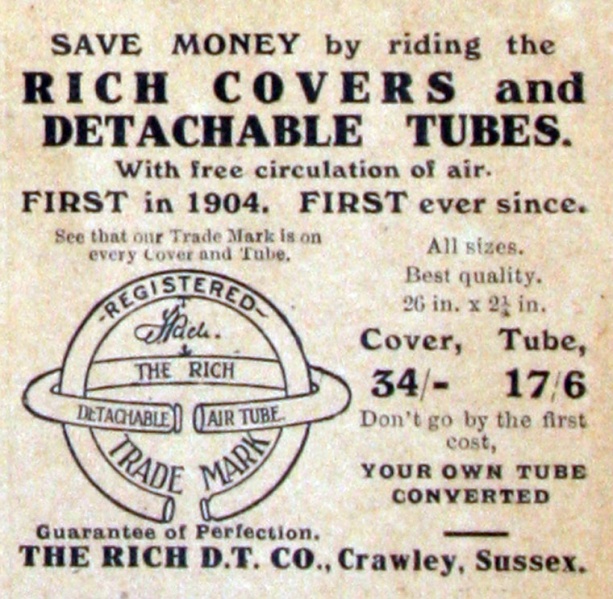 SAVE MONEY by riding the
RICH COVERS and
DETACHABLE TUBES.
With free circulation of air.
FIRST in 1904. FIRST ever since.
See that our Trade Mark is on
every Cover and Tube.
REGISTERED
Rich.
THE RICH
DETACHABLE AIR TUBE.
TRADE MARK
Guarantee of Perfection.
All sizes.
Best quality.
26 in. x 2½ in.
Cover, Tube,
34/- 17/6
Don't go by the first
cost,
YOUR OWN TUBE
CONVERTED
THE RICH D.T. CO., Crawley, Sussex.